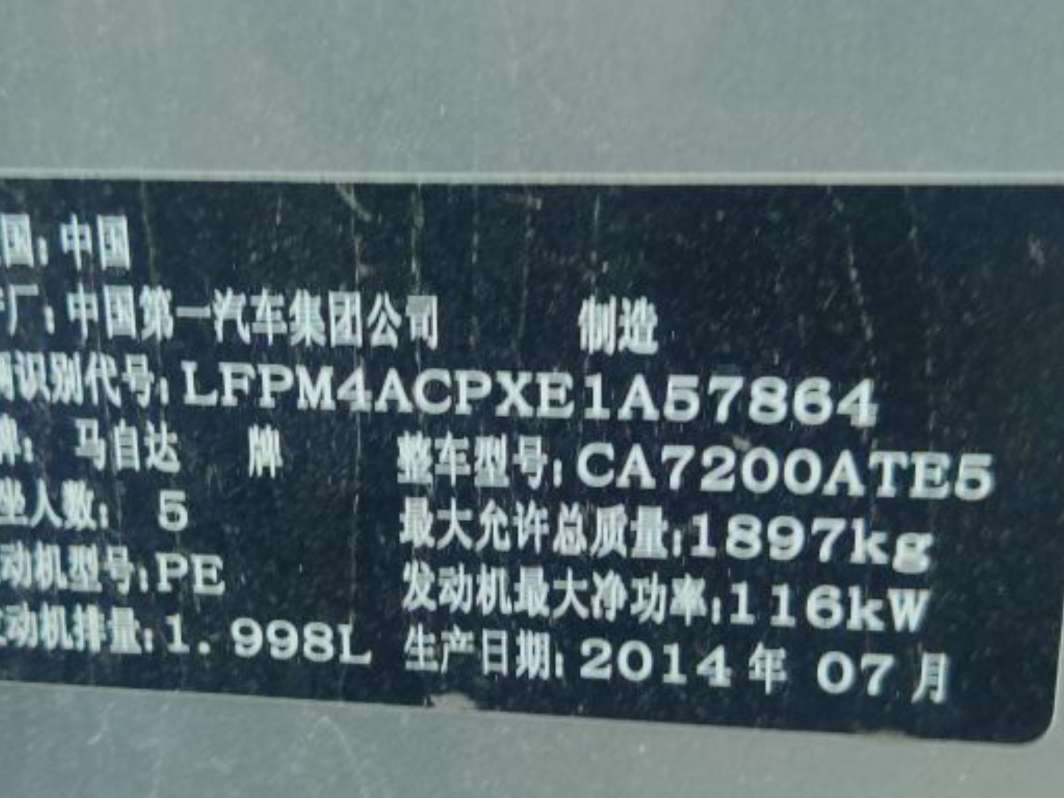 国：中国
厂：中国第一汽车集团公司 制造
辆识别代号：LFPM4ACPXE1A57864
牌：马自达 牌 整车型号：CA7200ATE5
坐人数：5 最大允许总质量：1897kg
动机型号：PE 发动机最大净功率：116kW
发动机排量：1.998L 生产日期：2014年07月